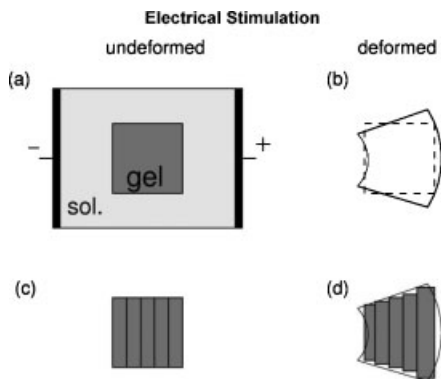 Electrical Stimulation
undeformed deformed
(a) (b)
− +
gel
sol.
(c) (d)